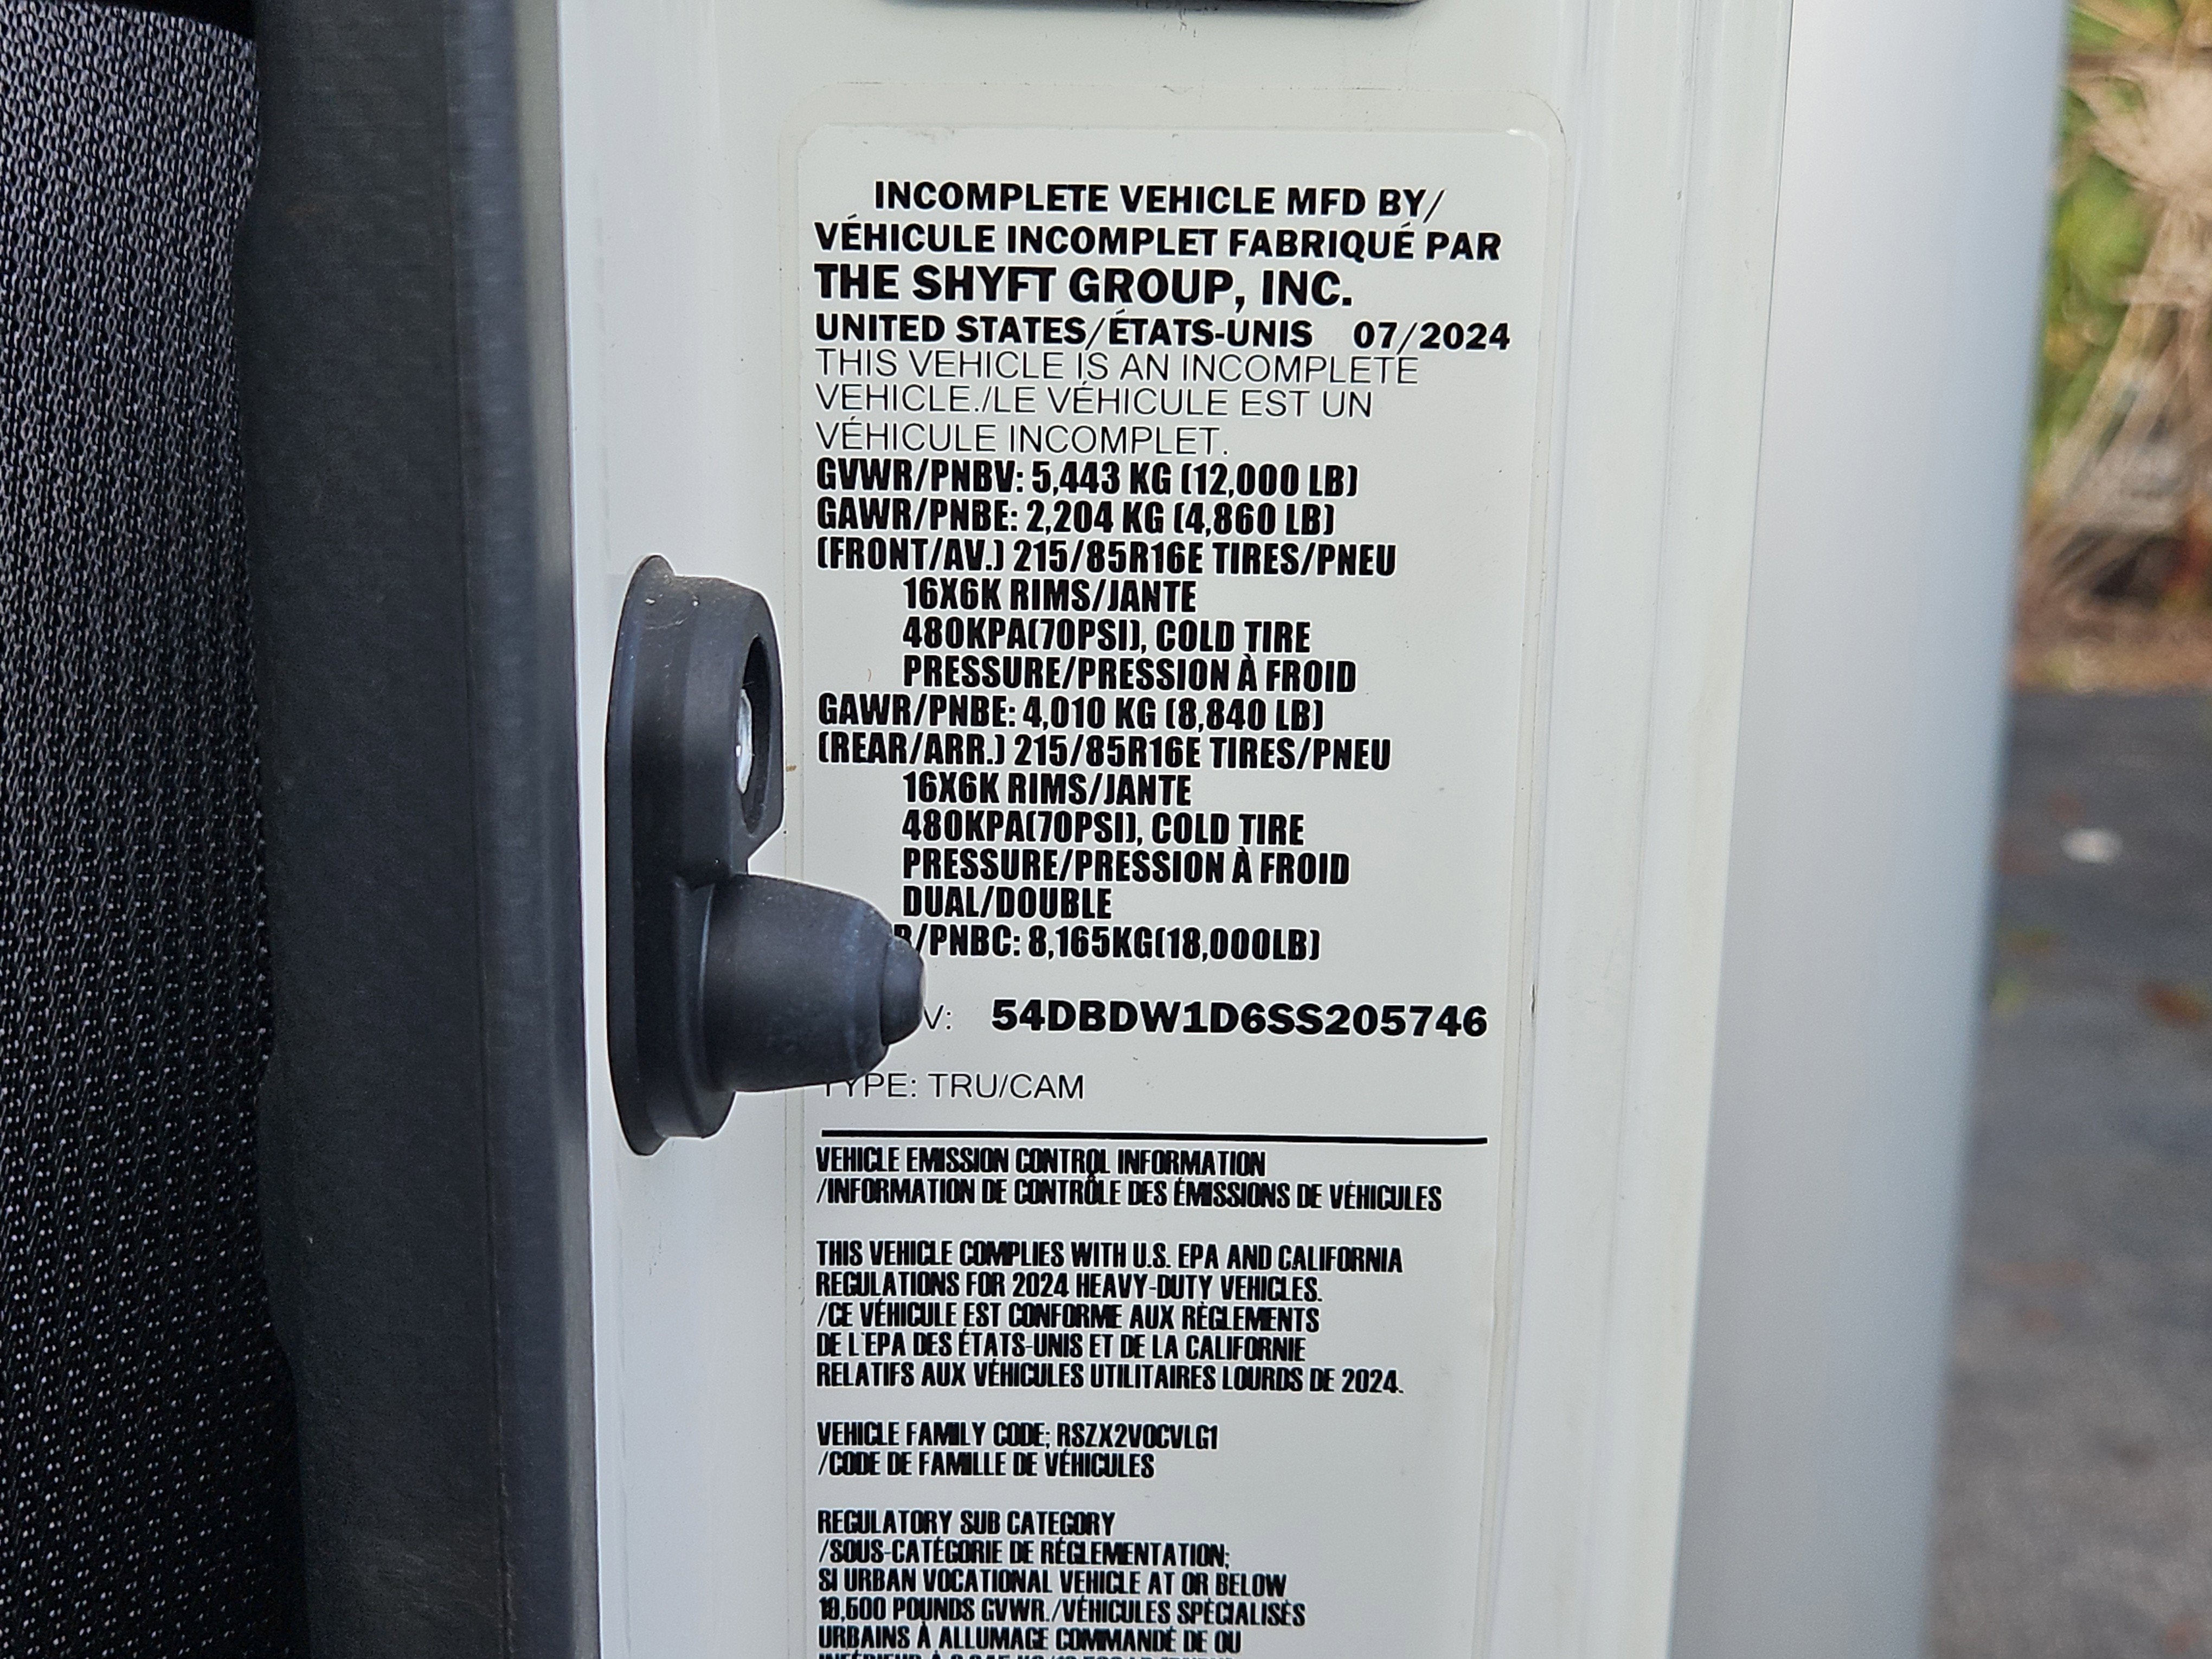 INCOMPLETE VEHICLE MFD BY/
VÉHICULE INCOMPLET FABRIQUÉ PAR
THE SHYFT GROUP, INC.
UNITED STATES/ÉTATS-UNIS 07/2024
THIS VEHICLE IS AN INCOMPLETE
VEHICLE./LE VÉHICULE EST UN
VÉHICULE INCOMPLET.
GVWR/PNBV: 5,443 KG (12,000 LB)
GAWR/PNBE: 2,204 KG (4,860 LB)
(FRONT/AV.) 215/85R16E TIRES/PNEU
16X6K RIMS/JANTE
480KPA(70PSI), COLD TIRE
PRESSURE/PRESSION À FROID
GAWR/PNBE: 4,010 KG (8,840 LB)
(REAR/ARR.) 215/85R16E TIRES/PNEU
16X6K RIMS/JANTE
480KPA(70PSI), COLD TIRE
PRESSURE/PRESSION À FROID
DUAL/DOUBLE
/PNBC: 8,165KG(18,000LB)
V: 54DBDW1D6SS205746
TYPE: TRU/CAM
VEHICLE EMISSION CONTROL INFORMATION
/INFORMATION DE CONTRÔLE DES ÉMISSIONS DE VÉHICULES
THIS VEHICLE COMPLIES WITH U.S. EPA AND CALIFORNIA
REGULATIONS FOR 2024 HEAVY-DUTY VEHICLES.
/CE VÉHICULE EST CONFORME AUX RÈGLEMENTS
DE L'EPA DES ÉTATS-UNIS ET DE LA CALIFORNIE
RELATIFS AUX VÉHICULES UTILITAIRES LOURDS DE 2024.
VEHICLE FAMILY CODE; RSZX2VOCVLG1
/CODE DE FAMILLE DE VÉHICULES
REGULATORY SUB CATEGORY
/SOUS-CATÉGORIE DE RÉGLEMENTATION;
SI URBAN VOCATIONAL VEHICLE AT OR BELOW
19,500 POUNDS GVWR./VÉHICULES SPÉCIALISÉS
URBAINS À ALLUMAGE COMMANDÉ DE OU